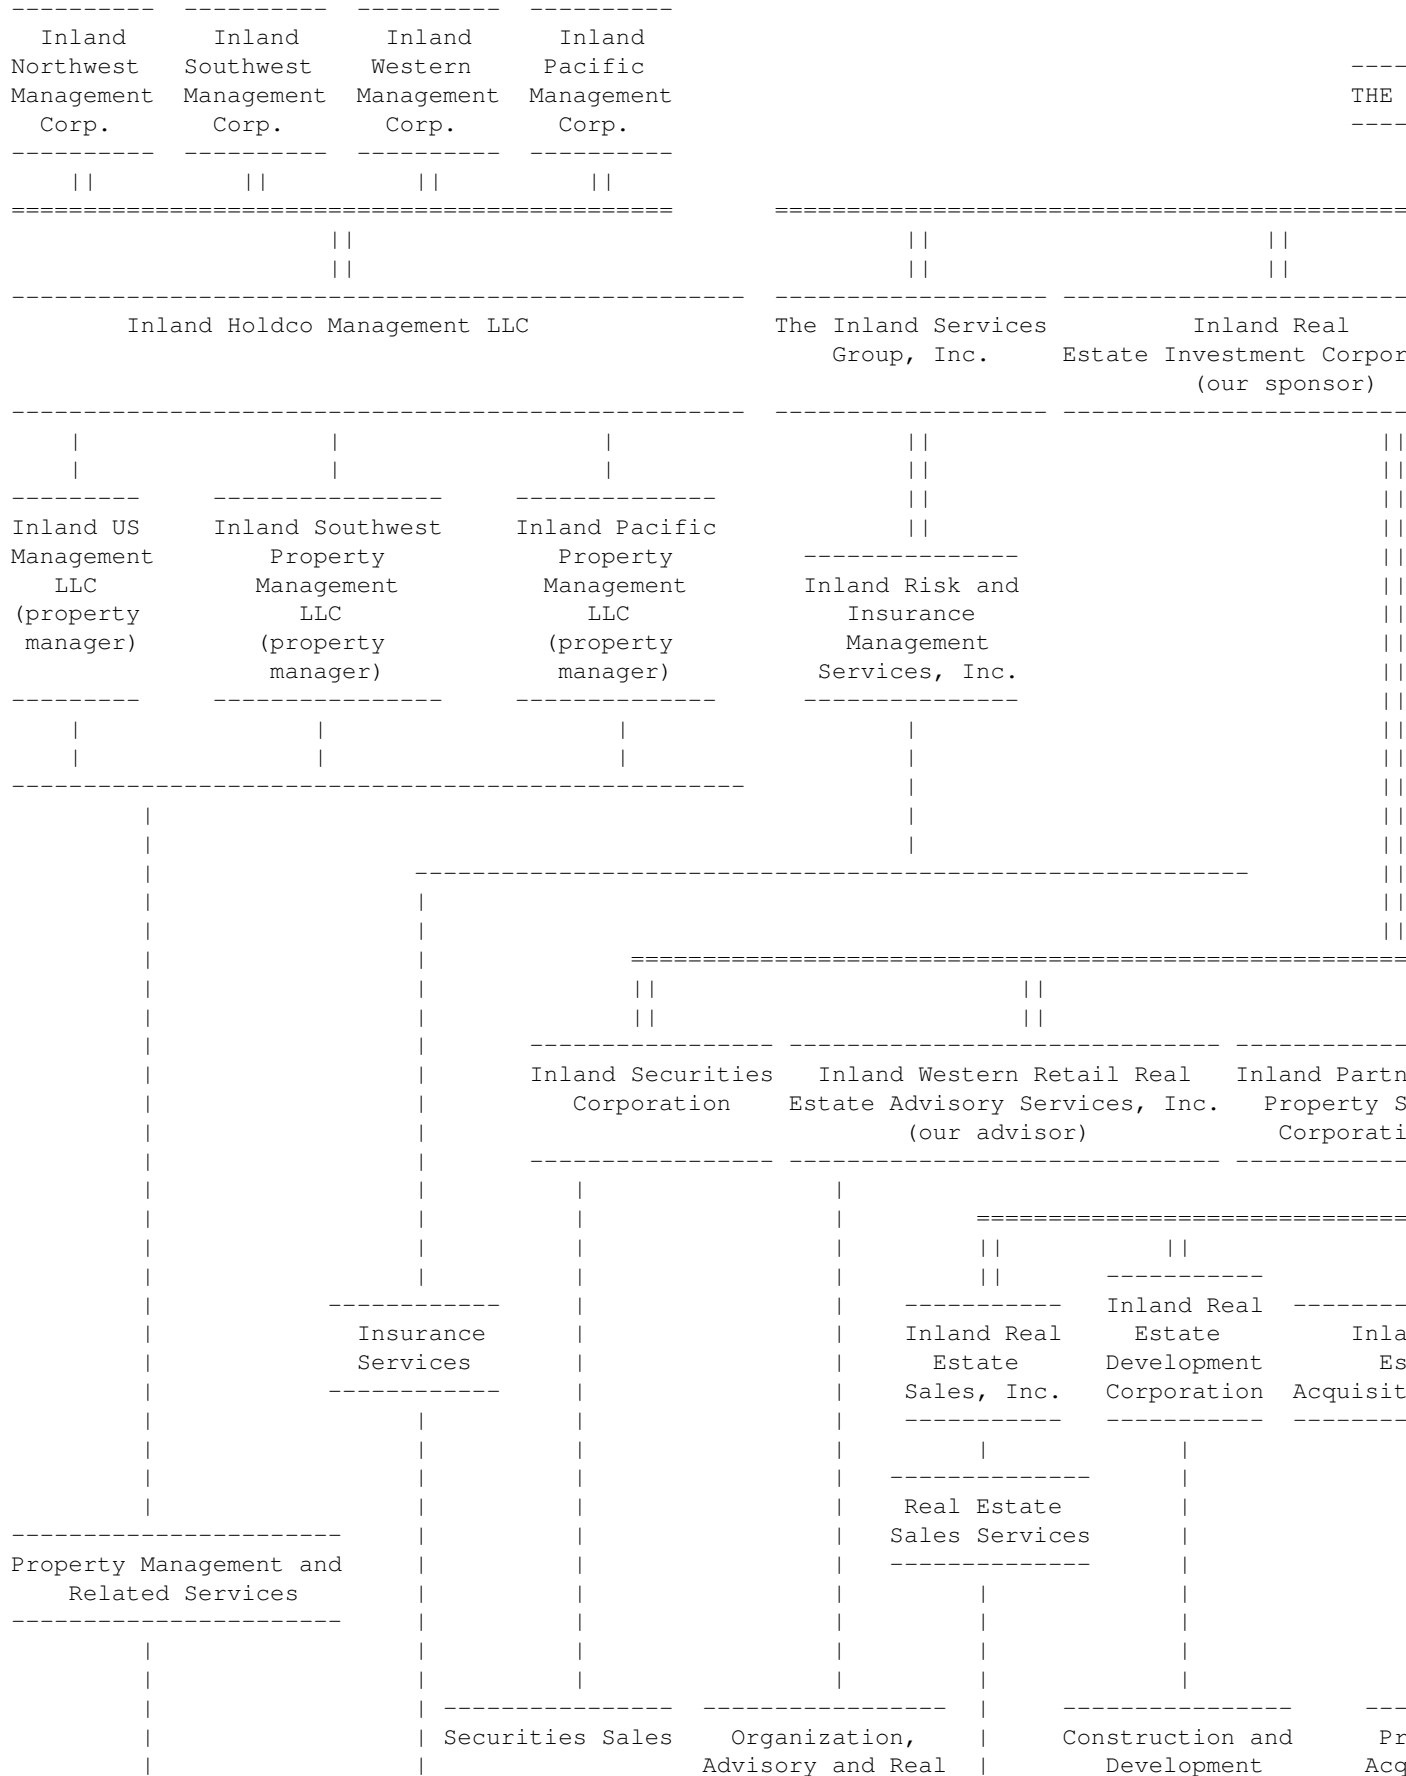 Inland Inland Inland Inland
Northwest Southwest Western Pacific
Management Management Management Management THE
Corp. Corp. Corp. Corp.
Inland Holdco Management LLC The Inland Services Inland Real
Group, Inc. Estate Investment Corpor
(our sponsor)
Inland US Inland Southwest Inland Pacific
Management Property Property
LLC Management Management Inland Risk and
(property LLC LLC Insurance
manager) (property (property Management
manager) manager) Services, Inc.
Inland Securities Inland Western Retail Real Inland Partn
Corporation Estate Advisory Services, Inc. Property S
(our advisor) Corporati
Inland Real
Insurance Inland Real Estate Inla
Services Estate Development Es
Sales, Inc. Corporation Acquisit
Real Estate
Sales Services
Property Management and
Related Services
Securities Sales Organization, Construction and Pr
Advisory and Real Development Acq